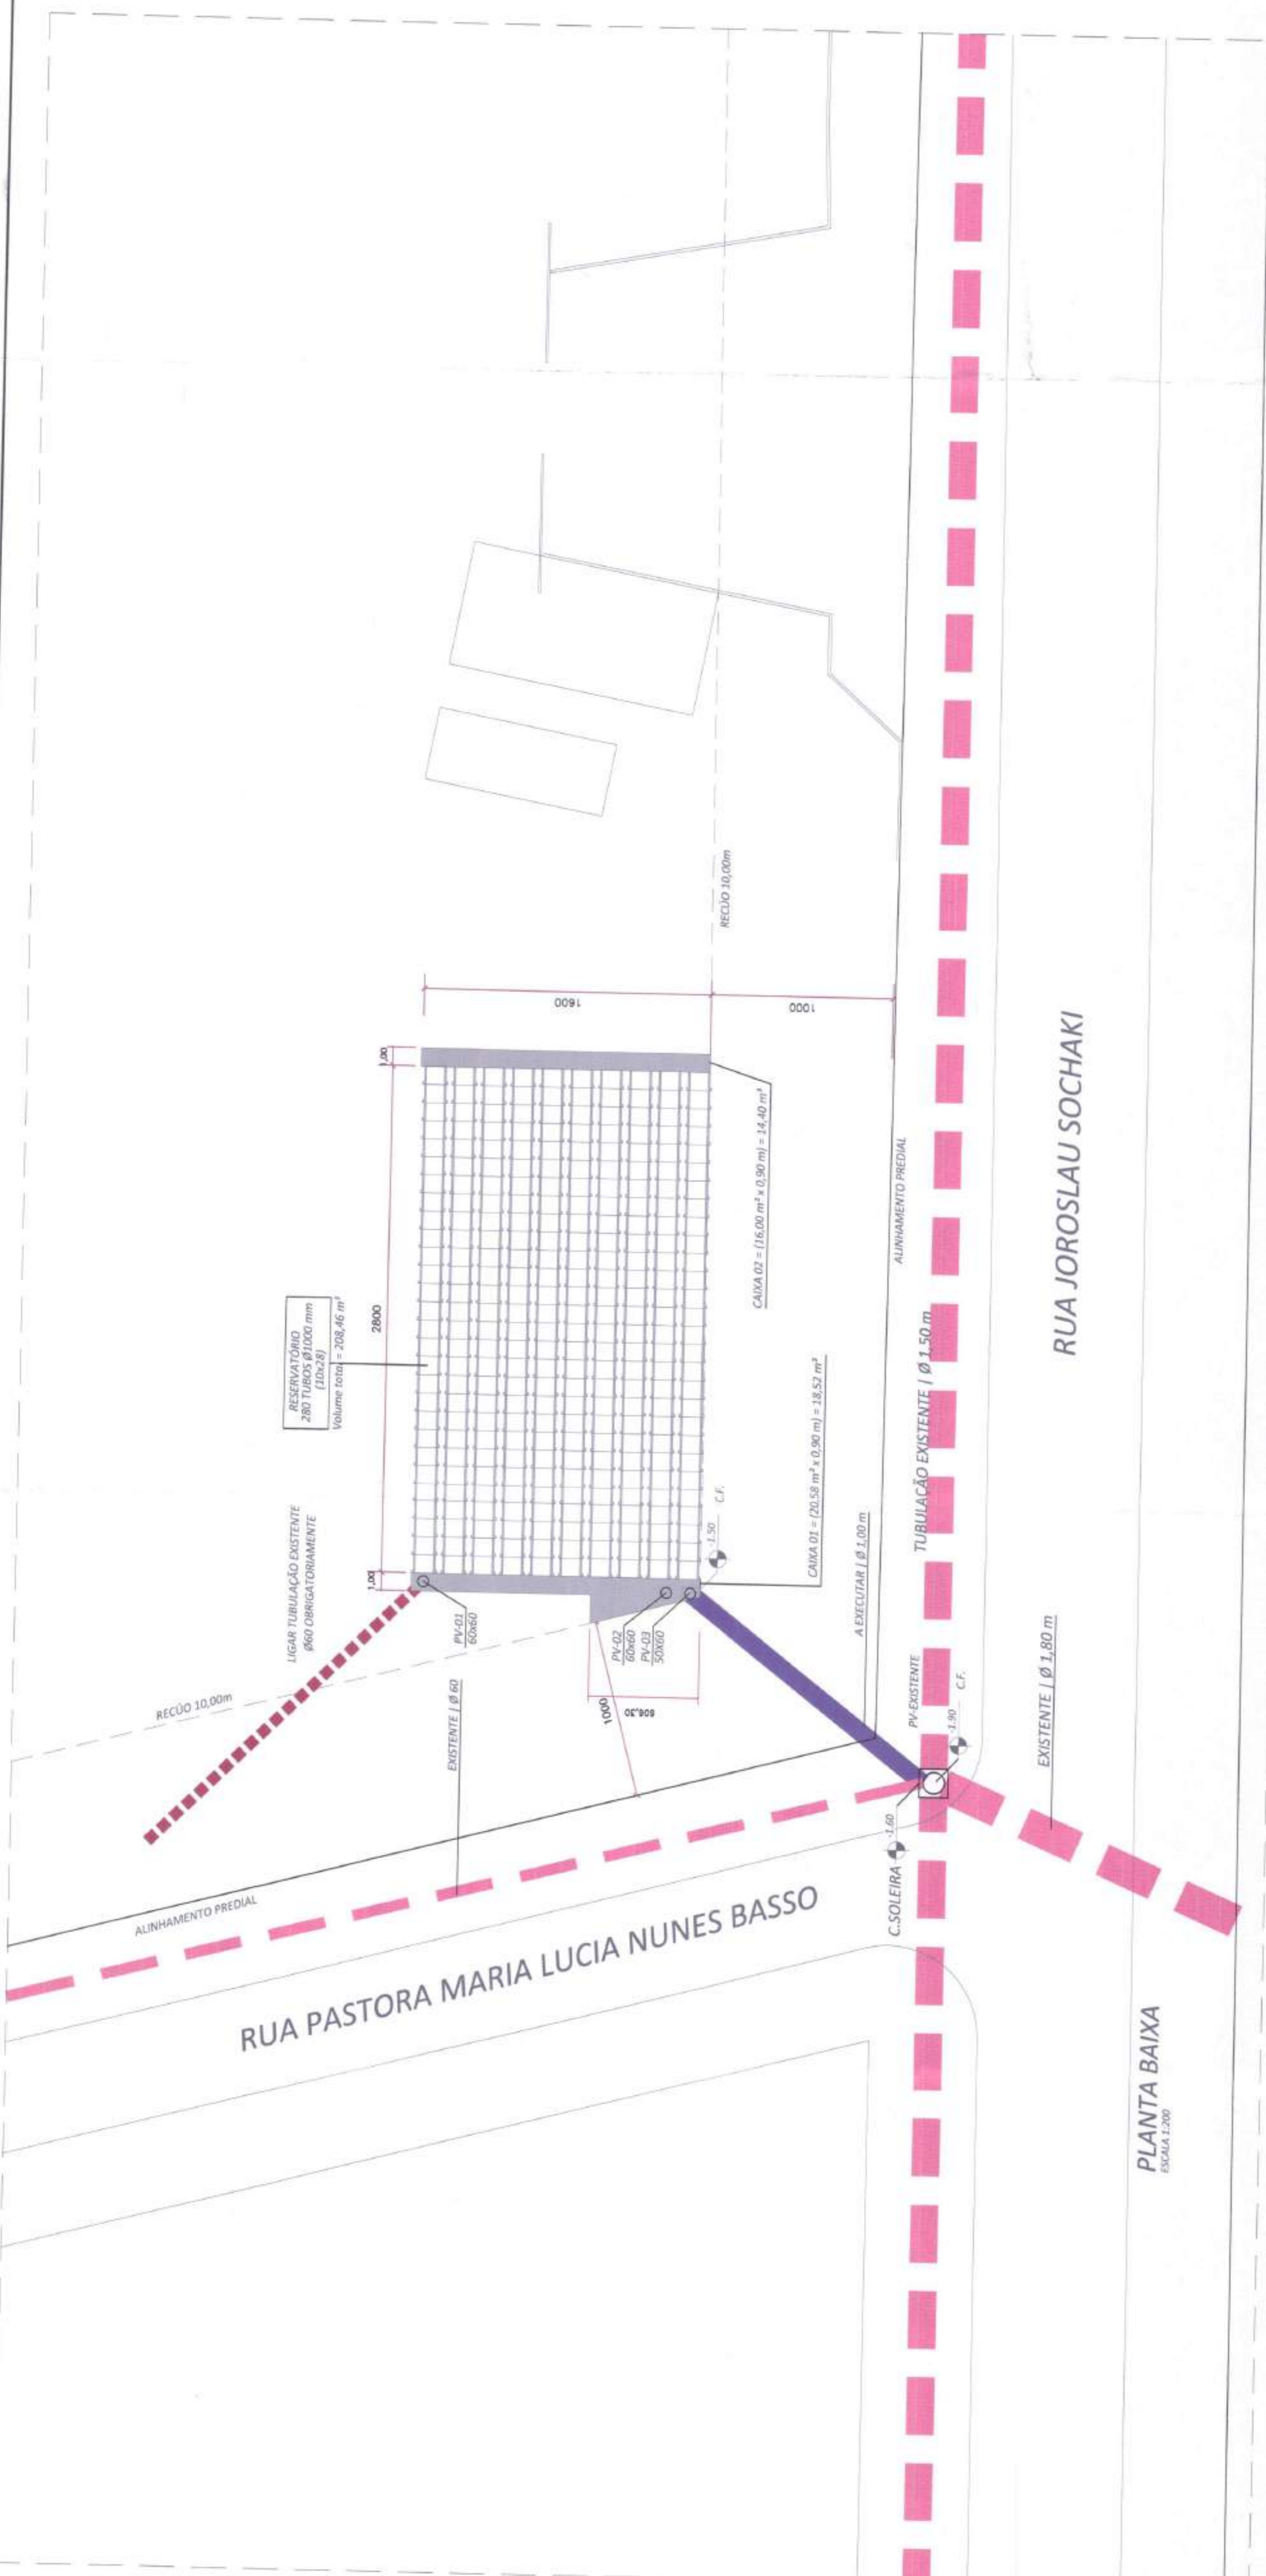 RESERVATÓRIO
280 TUBOS Ø1000 mm
(10x28)
Volume total = 208,46 m³
LIGAR TUBULAÇÃO EXISTENTE
Ø60 OBRIGATORIAMENTE
2800
1,00
1,00
1600
1000
RECÚO 10,00m
RECÚO 10,00m
PV-01
60x60
PV-02
60x60
PV-03
50X60
606,30
1000
-1.50
C.F.
CAIXA 02 = (16,00 m² x 0,90 m) = 14,40 m³
CAIXA 01 = (20,58 m² x 0,90 m) = 18,52 m³
ALINHAMENTO PREDIAL
A EXECUTAR | Ø 1,00 m
EXISTENTE | Ø 60
ALINHAMENTO PREDIAL
TUBULAÇÃO EXISTENTE | Ø 1,50 m
PV-EXISTENTE
-1.90
C.F.
C.SOLEIRA
-1.60
EXISTENTE | Ø 1,80 m
RUA PASTORA MARIA LUCIA NUNES BASSO
RUA JOROSLAU SOCHAKI
PLANTA BAIXA
ESCALA 1:200